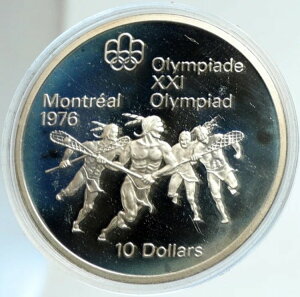 Olympiade
XXI
Montréal Olympiad
1976
10 Dollars